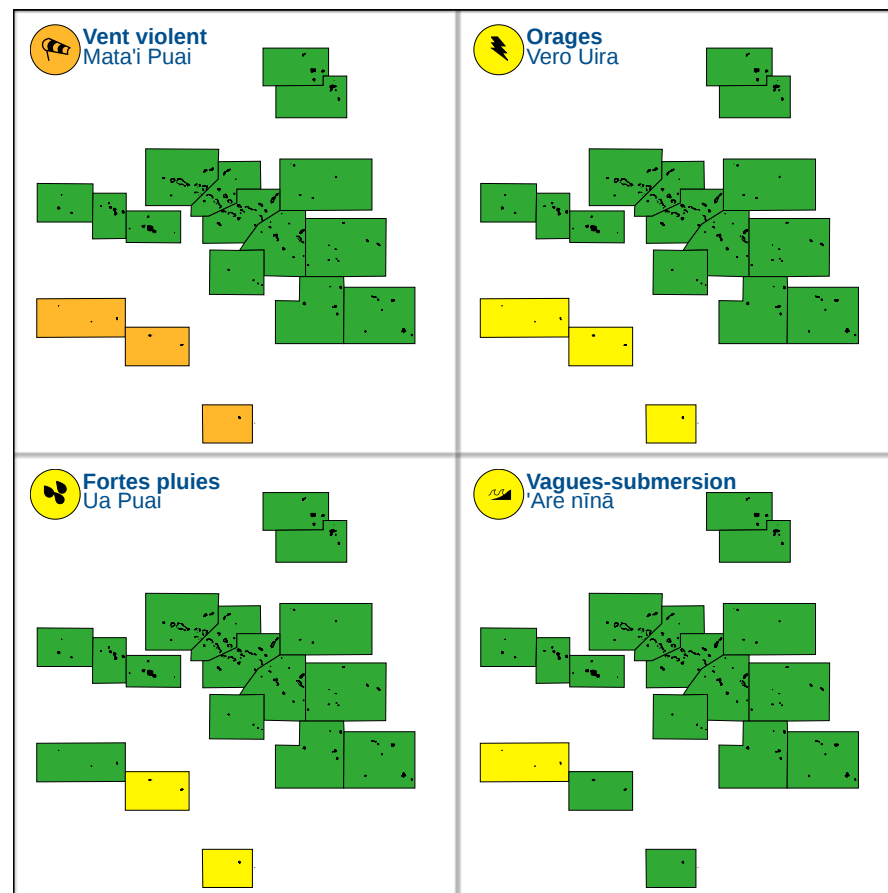 Vent violent
Mata'i Puai
Orages
Vero Uira
Fortes pluies
Ua Puai
Vagues-submersion
'Are nīnā